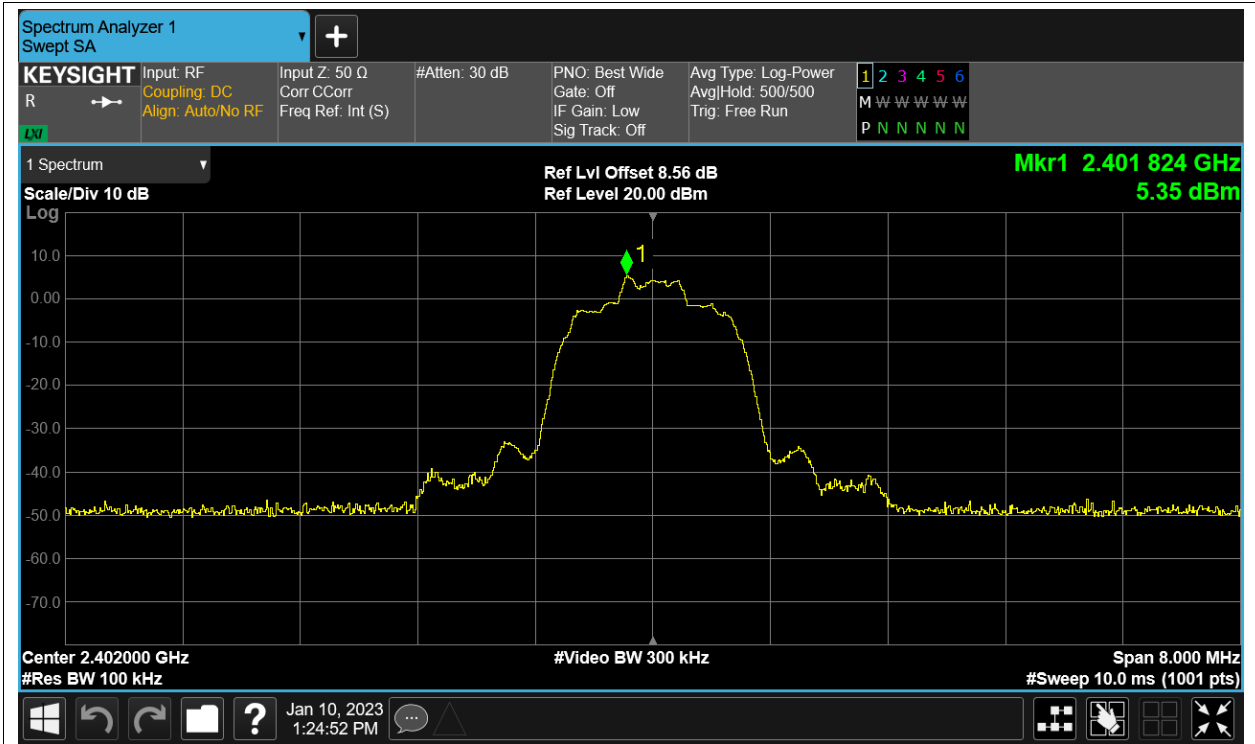 Spectrum Analyzer 1
Swept SA
+
KEYSIGHT
R
LXI
Input: RF
Coupling: DC
Align: Auto/No RF
Input Z: 50 Ω
Corr CCorr
Freq Ref: Int (S)
#Atten: 30 dB
PNO: Best Wide
Gate: Off
IF Gain: Low
Sig Track: Off
Avg Type: Log-Power
Avg|Hold: 500/500
Trig: Free Run
1 2 3 4 5 6
M W W W W W
P N N N N N
1 Spectrum
Scale/Div 10 dB
Log
Ref Lvl Offset 8.56 dB
Ref Level 20.00 dBm
Mkr1 2.401 824 GHz
5.35 dBm
1
10.0
0.00
-10.0
-20.0
-30.0
-40.0
-50.0
-60.0
-70.0
Center 2.402000 GHz
#Res BW 100 kHz
#Video BW 300 kHz
Span 8.000 MHz
#Sweep 10.0 ms (1001 pts)
?
Jan 10, 2023
1:24:52 PM